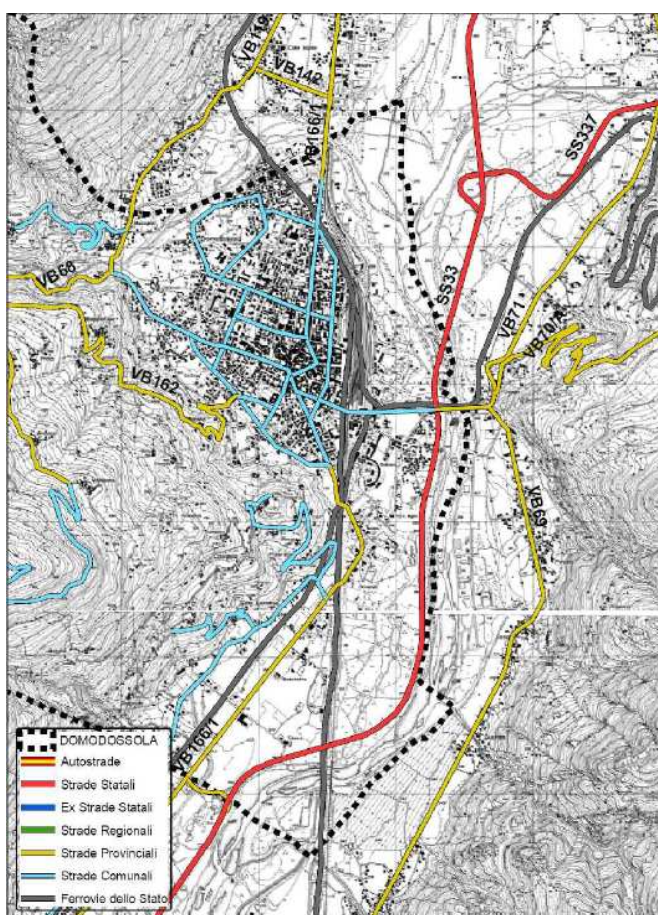 VB119
VB142
VB166/1
SS337
VB68
SS33
VB71
VB70/A
VB162
VB69
VB166/1
DOMODOSSOLA
Autostrade
Strade Statali
Ex Strade Statali
Strade Regionali
Strade Provinciali
Strade Comunali
Ferrovie dello Stato